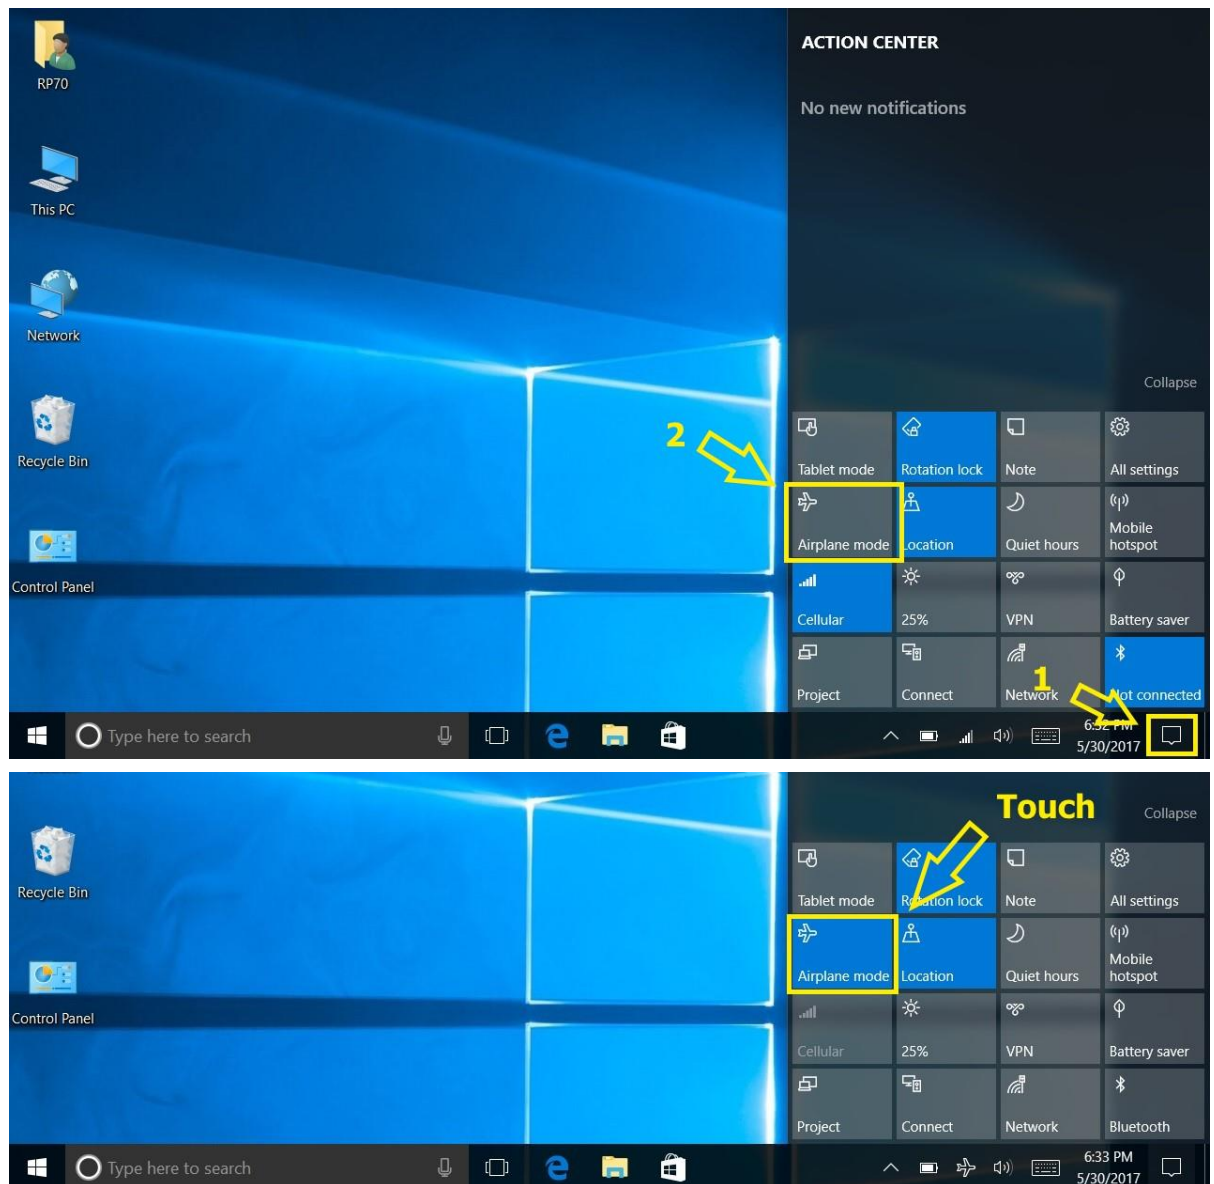 RP70
This PC
Network
Recycle Bin
Control Panel
ACTION CENTER
No new notifications
Collapse
2
Tablet mode
Rotation lock
Note
All settings
Airplane mode
Location
Quiet hours
Mobile
hotspot
Cellular
25%
VPN
Battery saver
Project
Connect
Network
Not connected
1
Type here to search
6:32 PM
5/30/2017
Recycle Bin
Control Panel
Touch
Collapse
Tablet mode
Rotation lock
Note
All settings
Airplane mode
Location
Quiet hours
Mobile
hotspot
Cellular
25%
VPN
Battery saver
Project
Connect
Network
Bluetooth
Type here to search
6:33 PM
5/30/2017